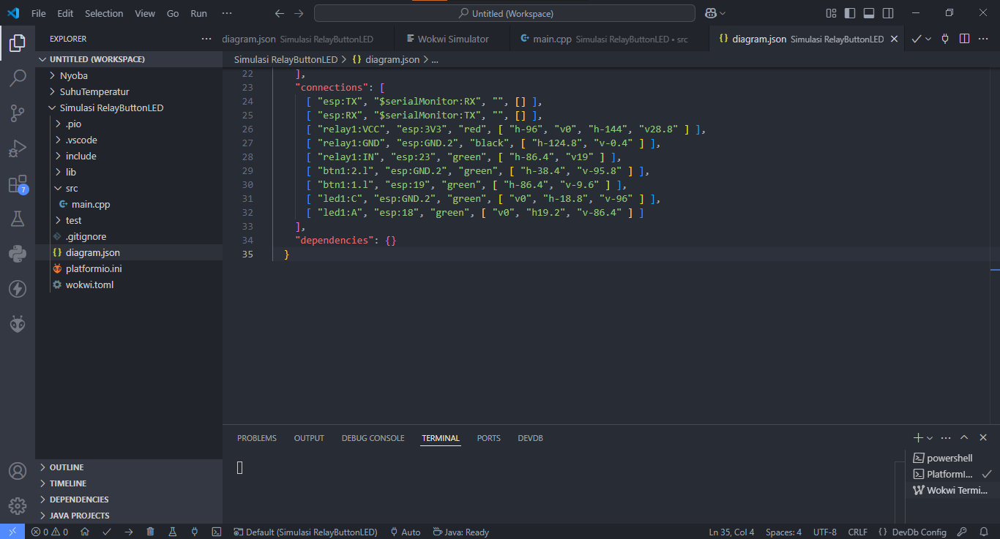 File Edit Selection View Go Run ··· Untitled (Workspace)
EXPLORER ···
diagram.json Simulasi RelayButtonLED Wokwi Simulator main.cpp Simulasi RelayButtonLED • src diagram.json Simulasi RelayButtonLED
UNTITLED (WORKSPACE)
Nyoba
SuhuTemperatur
Simulasi RelayButtonLED
.pio
.vscode
include
lib
src
main.cpp
test
.gitignore
diagram.json
platformio.ini
wokwi.toml
OUTLINE
TIMELINE
DEPENDENCIES
JAVA PROJECTS
7
Simulasi RelayButtonLED > {} diagram.json > ...
22 ],
23 "connections": [
24 [ "esp:TX", "$serialMonitor:RX", "", [] ],
25 [ "esp:RX", "$serialMonitor:TX", "", [] ],
26 [ "relay1:VCC", "esp:3V3", "red", [ "h-96", "v0", "h-144", "v28.8" ] ],
27 [ "relay1:GND", "esp:GND.2", "black", [ "h-124.8", "v-0.4" ] ],
28 [ "relay1:IN", "esp:23", "green", [ "h-86.4", "v19" ] ],
29 [ "btn1:2.l", "esp:GND.2", "green", [ "h-38.4", "v-95.8" ] ],
30 [ "btn1:1.l", "esp:19", "green", [ "h-86.4", "v-9.6" ] ],
31 [ "led1:C", "esp:GND.2", "green", [ "v0", "h-18.8", "v-96" ] ],
32 [ "led1:A", "esp:18", "green", [ "v0", "h19.2", "v-86.4" ] ]
33 ],
34 "dependencies": {}
35 }
PROBLEMS OUTPUT DEBUG CONSOLE TERMINAL PORTS DEVDB
powershell
PlatformI...
Wokwi Termi...
0 0 Default (Simulasi RelayButtonLED) Auto Java: Ready Ln 35, Col 4 Spaces: 4 UTF-8 CRLF {} DevDb Config